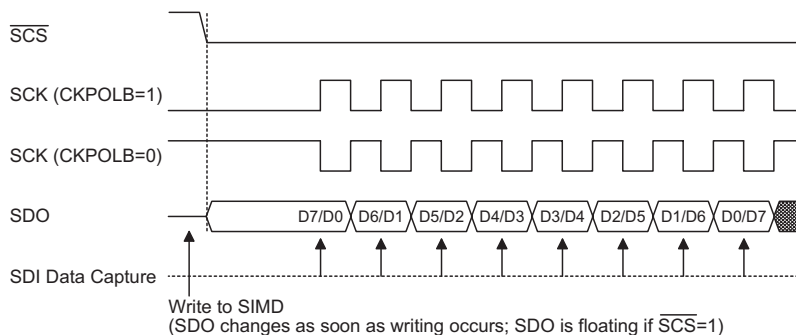 SCS
SCK (CKPOLB=1)
SCK (CKPOLB=0)
SDO D7/D0 D6/D1 D5/D2 D4/D3 D3/D4 D2/D5 D1/D6 D0/D7
SDI Data Capture
Write to SIMD
(SDO changes as soon as writing occurs; SDO is floating if SCS=1)